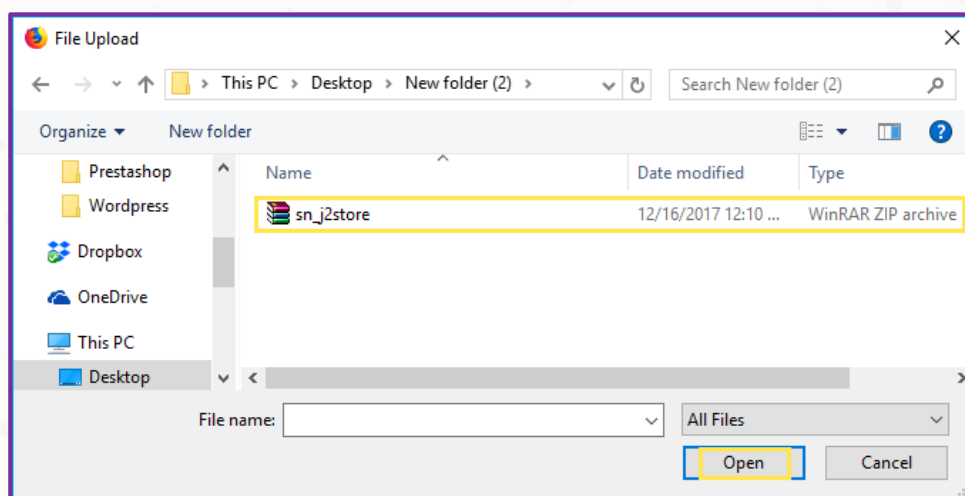 File Upload
This PC > Desktop > New folder (2) >
Search New folder (2)
Organize
New folder
?
Prestashop
Wordpress
Dropbox
OneDrive
This PC
Desktop
Name
Date modified
Type
sn_j2store
12/16/2017 12:10 ...
WinRAR ZIP archive
File name:
All Files
Open
Cancel